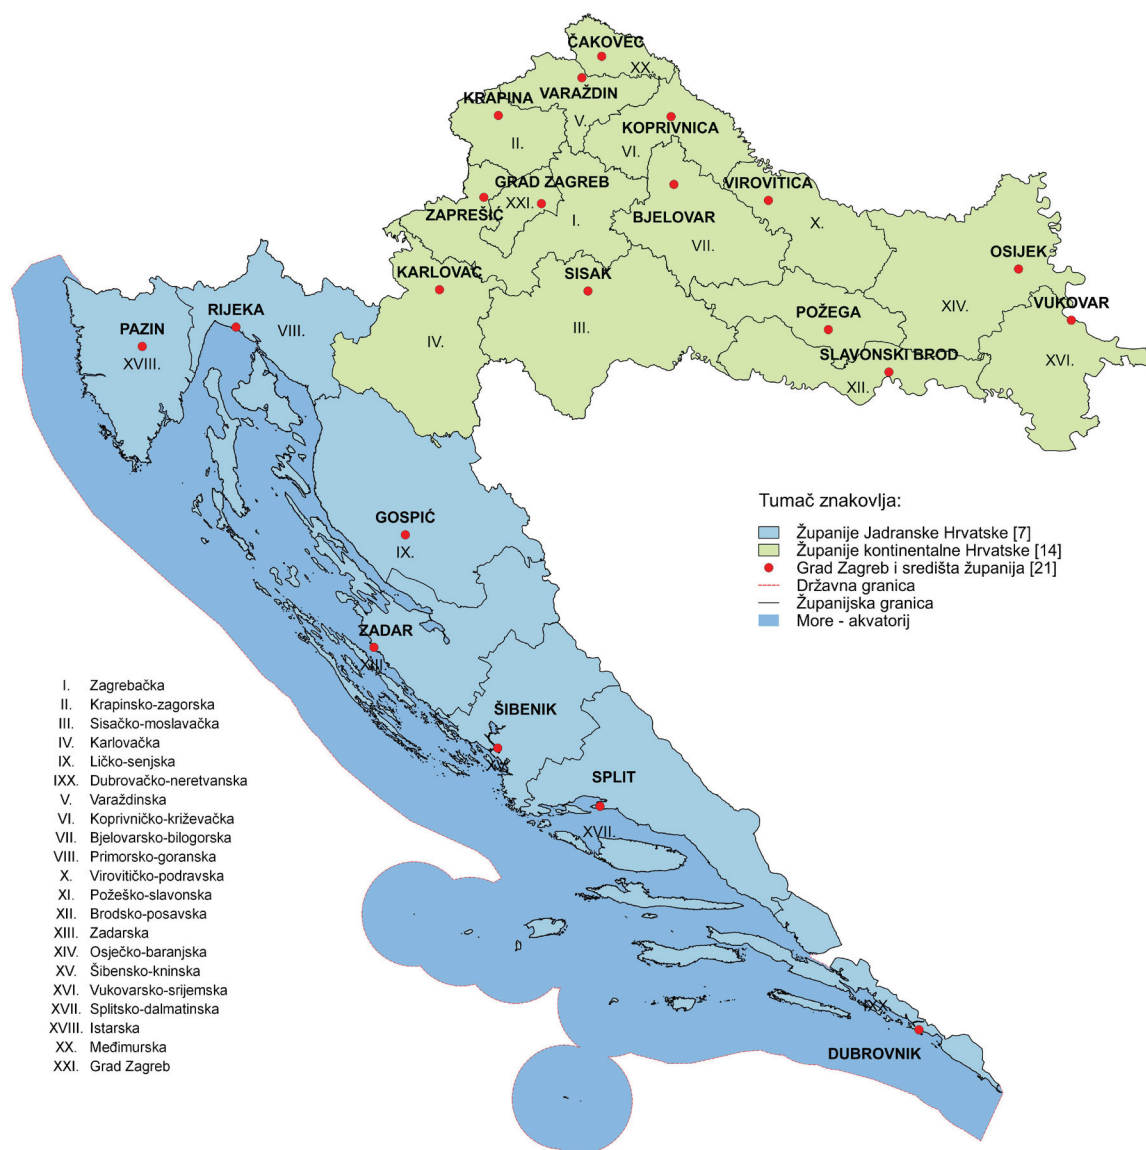 ČAKOVEC
XX.
KRAPINA
VARAŽDIN
V.
KOPRIVNICA
II.
VI.
GRAD ZAGREB
VIROVITICA
XXI.
ZAPREŠIĆ
I.
BJELOVAR
X.
VII.
OSIJEK
KARLOVAC
SISAK
RIJEKA
POŽEGA
XIV.
VUKOVAR
PAZIN
VIII.
III.
IV.
SLAVONSKI BROD
XVIII.
XVI.
XII.
GOSPIĆ
IX.
ZADAR
XIII.
ŠIBENIK
XV.
SPLIT
XVII.
IXX.
DUBROVNIK
Tumač znakovlja:
Županije Jadranske Hrvatske [7]
Županije kontinentalne Hrvatske [14]
Grad Zagreb i središta županija [21]
Državna granica
Županijska granica
More - akvatorij
I. Zagrebačka
II. Krapinsko-zagorska
III. Sisačko-moslavačka
IV. Karlovačka
IX. Ličko-senjska
IXX. Dubrovačko-neretvanska
V. Varaždinska
VI. Koprivničko-križevačka
VII. Bjelovarsko-bilogorska
VIII. Primorsko-goranska
X. Virovitičko-podravska
XI. Požeško-slavonska
XII. Brodsko-posavska
XIII. Zadarska
XIV. Osječko-baranjska
XV. Šibensko-kninska
XVI. Vukovarsko-srijemska
XVII. Splitsko-dalmatinska
XVIII. Istarska
XX. Međimurska
XXI. Grad Zagreb